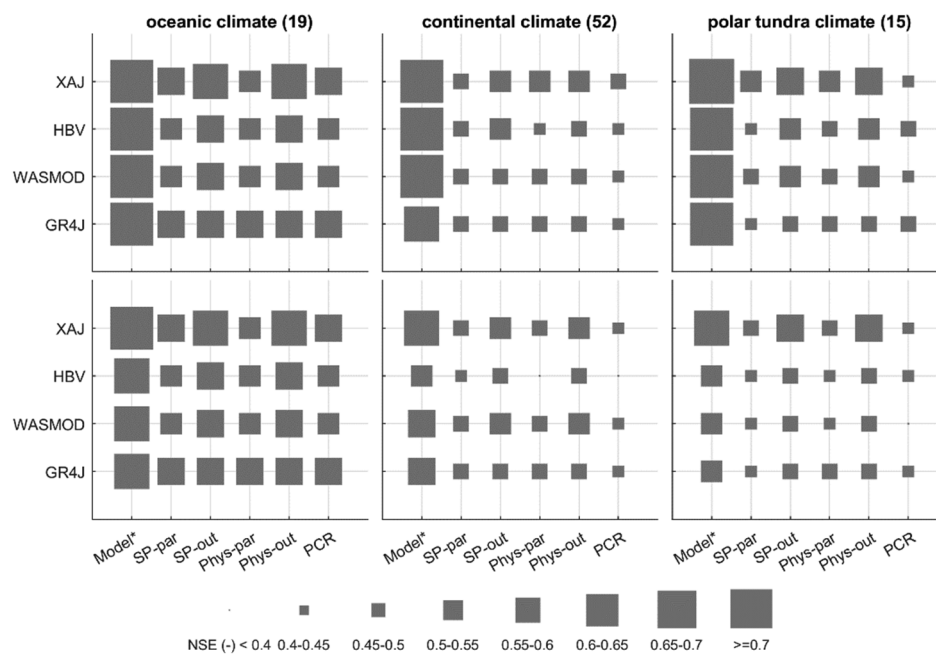 oceanic climate (19) continental climate (52) polar tundra climate (15)
XAJ
HBV
WASMOD
GR4J
XAJ
HBV
WASMOD
GR4J
Model* SP-par SP-out Phys-par Phys-out PCR Model* SP-par SP-out Phys-par Phys-out PCR Model* SP-par SP-out Phys-par Phys-out PCR
NSE (-) < 0.4 0.4-0.45 0.45-0.5 0.5-0.55 0.55-0.6 0.6-0.65 0.65-0.7 >=0.7